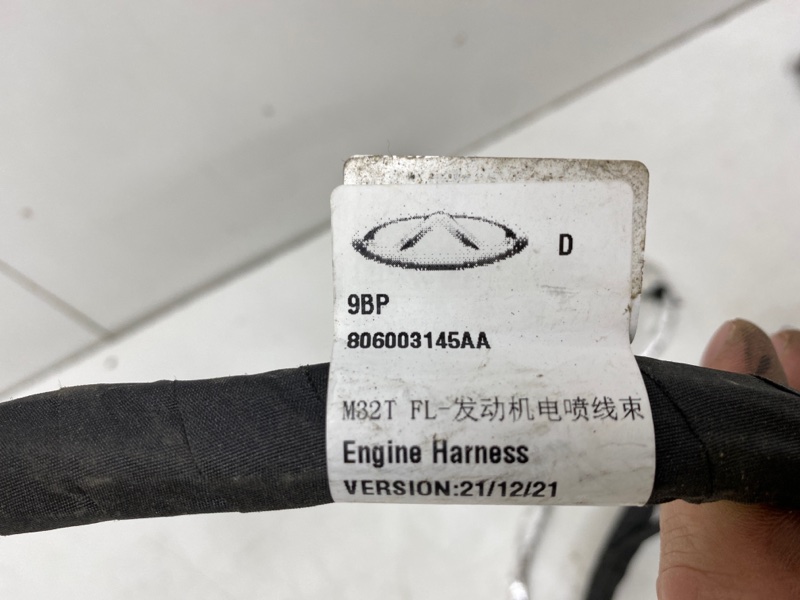 D
9BP
806003145AA
M32T FL-发动机电喷线束
Engine Harness
VERSION:21/12/21